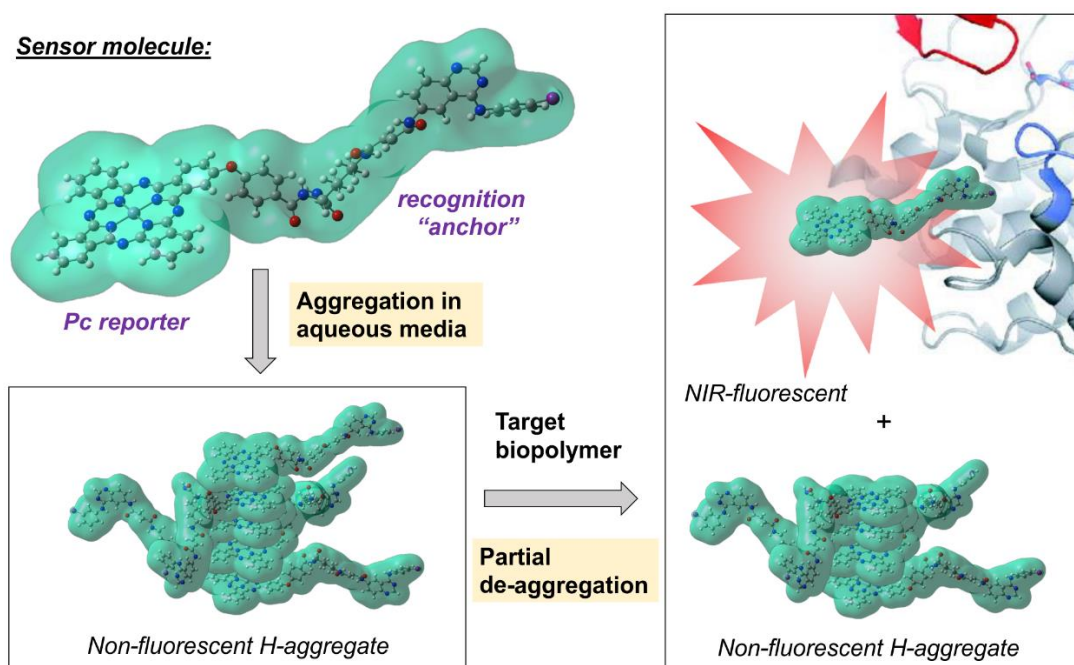 Sensor molecule:
recognition
“anchor”
Pc reporter
Aggregation in
aqueous media
Non-fluorescent H-aggregate
Target
biopolymer
Partial
de-aggregation
NIR-fluorescent
+
Non-fluorescent H-aggregate